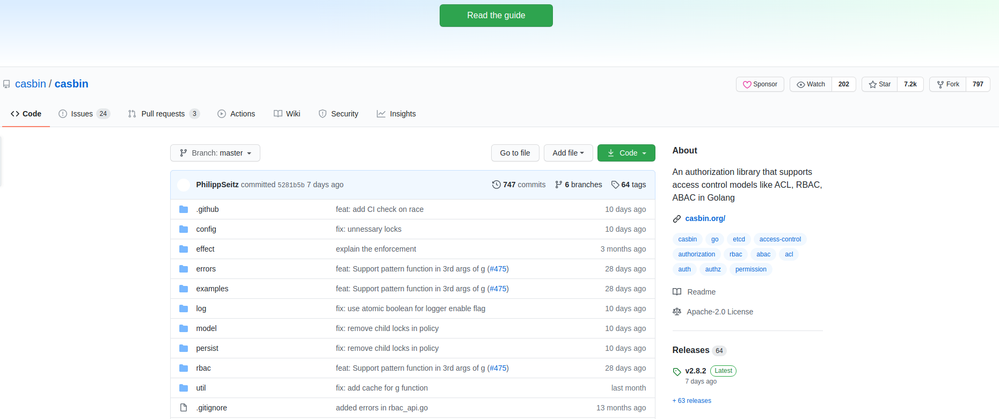 Read the guide
casbin / casbin
Sponsor Watch 202 Star 7.2k Fork 797
Code Issues 24 Pull requests 3 Actions Wiki Security Insights
Branch: master Go to file Add file Code
PhilippSeitz committed 5281b5b 7 days ago 747 commits 6 branches 64 tags
.github feat: add CI check on race 10 days ago
config fix: unnessary locks 10 days ago
effect explain the enforcement 3 months ago
errors feat: Support pattern function in 3rd args of g (#475) 28 days ago
examples feat: Support pattern function in 3rd args of g (#475) 28 days ago
log fix: use atomic boolean for logger enable flag 10 days ago
model fix: remove child locks in policy 10 days ago
persist fix: remove child locks in policy 10 days ago
rbac feat: Support pattern function in 3rd args of g (#475) 28 days ago
util fix: add cache for g function last month
.gitignore added errors in rbac_api.go 13 months ago
About
An authorization library that supports
access control models like ACL, RBAC,
ABAC in Golang
casbin.org/
casbin go etcd access-control
authorization rbac abac acl
auth authz permission
Readme
Apache-2.0 License
Releases 64
v2.8.2 Latest
7 days ago
+ 63 releases